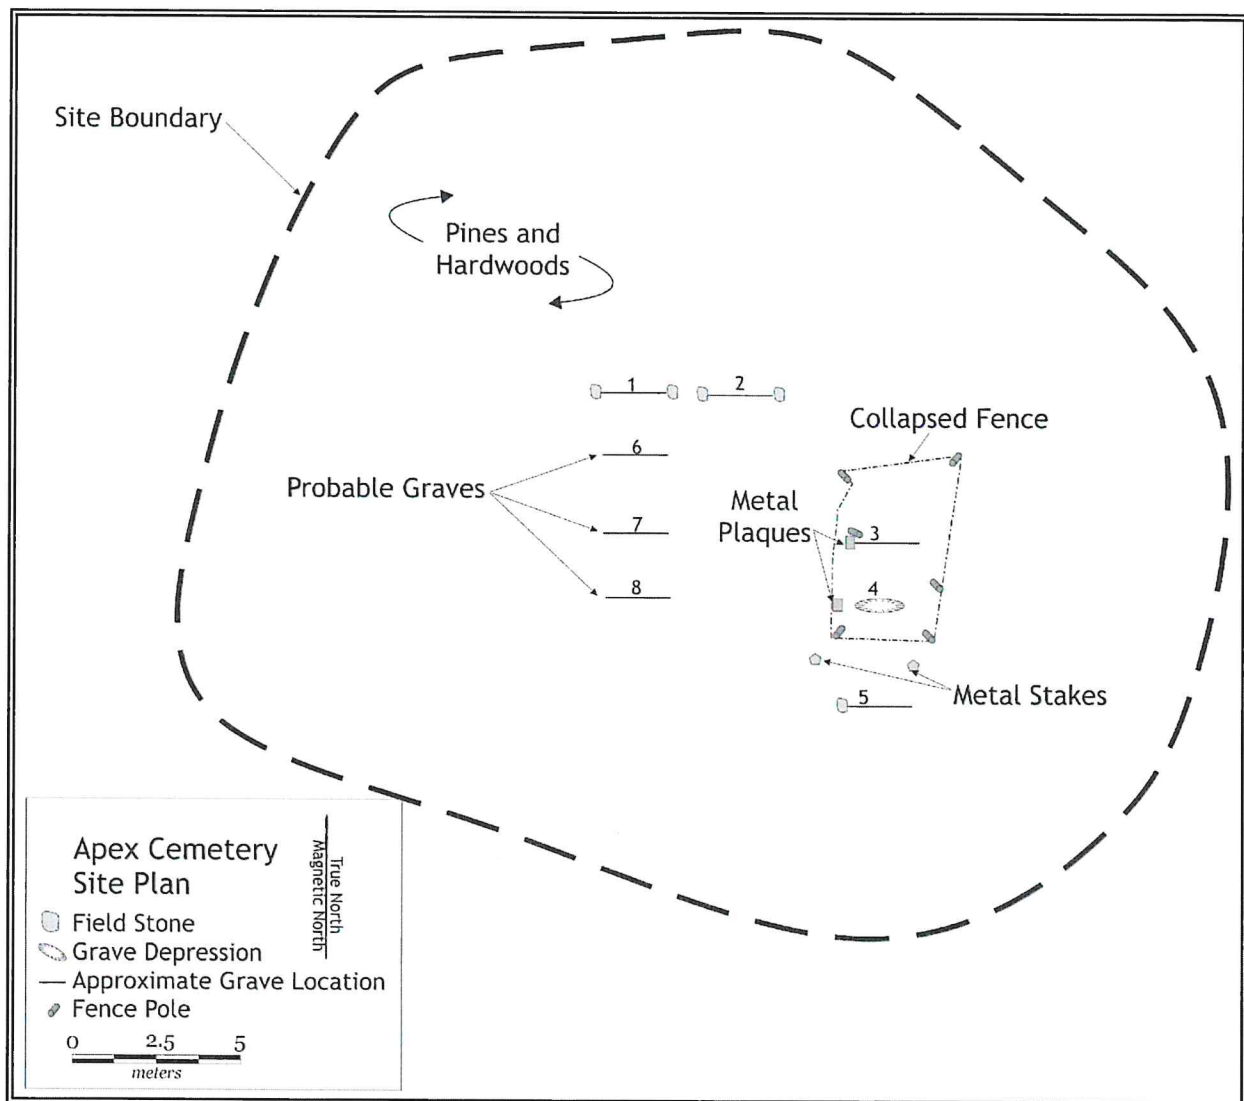 Site Boundary
Pines and
Hardwoods
1
2
Collapsed Fence
6
Probable Graves
Metal
Plaques
7
3
8
4
Metal Stakes
5
Apex Cemetery
Site Plan
True North
Magnetic North
Field Stone
Grave Depression
Approximate Grave Location
Fence Pole
0 2.5 5
meters